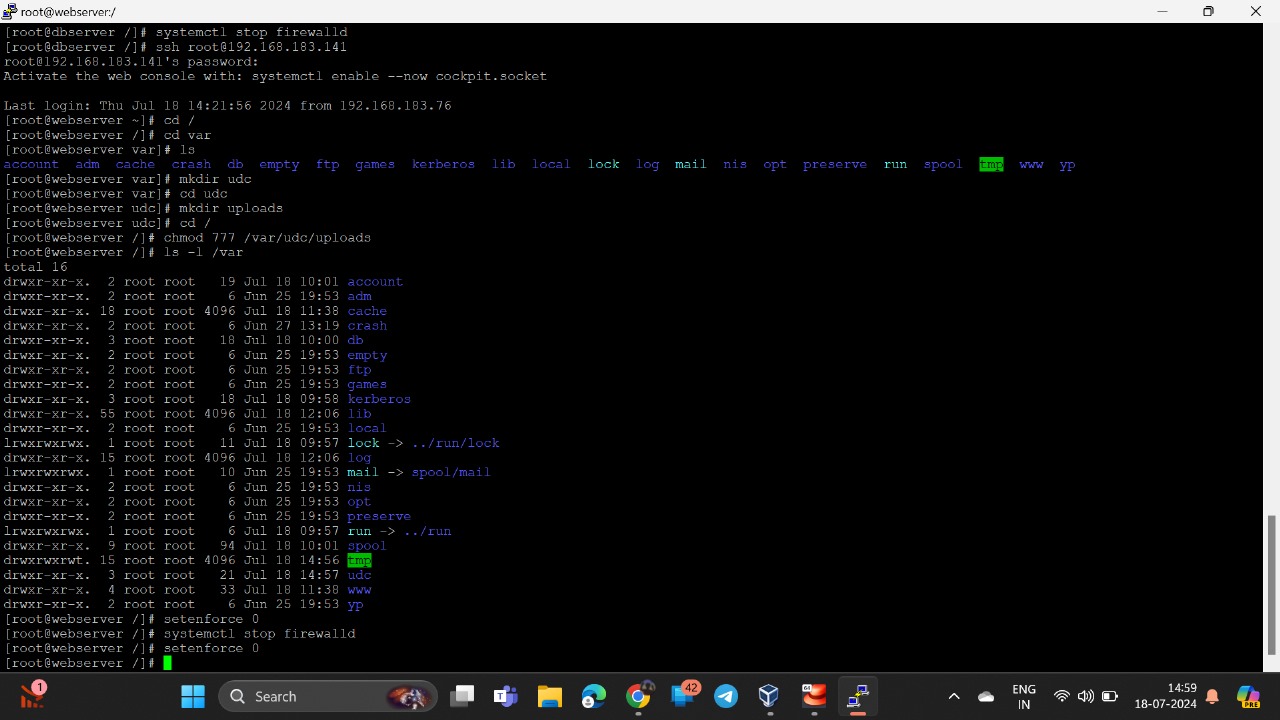 root@webserver:/
[root@dbserver /]# systemctl stop firewalld
[root@dbserver /]# ssh root@192.168.183.141
root@192.168.183.141's password:
Activate the web console with: systemctl enable --now cockpit.socket
Last login: Thu Jul 18 14:21:56 2024 from 192.168.183.76
[root@webserver ~]# cd /
[root@webserver /]# cd var
[root@webserver var]# ls
account  adm  cache  crash  db  empty  ftp  games  kerberos  lib  local  lock  log  mail  nis  opt  preserve  run  spool  tmp  www  yp
[root@webserver var]# mkdir udc
[root@webserver var]# cd udc
[root@webserver udc]# mkdir uploads
[root@webserver udc]# cd /
[root@webserver /]# chmod 777 /var/udc/uploads
[root@webserver /]# ls -l /var
total 16
drwxr-xr-x.  2 root root   19 Jul 18 10:01 account
drwxr-xr-x.  2 root root    6 Jun 25 19:53 adm
drwxr-xr-x. 18 root root 4096 Jul 18 11:38 cache
drwxr-xr-x.  2 root root    6 Jun 27 13:19 crash
drwxr-xr-x.  3 root root   18 Jul 18 10:00 db
drwxr-xr-x.  2 root root    6 Jun 25 19:53 empty
drwxr-xr-x.  2 root root    6 Jun 25 19:53 ftp
drwxr-xr-x.  2 root root    6 Jun 25 19:53 games
drwxr-xr-x.  3 root root   18 Jul 18 09:58 kerberos
drwxr-xr-x. 55 root root 4096 Jul 18 12:06 lib
drwxr-xr-x.  2 root root    6 Jun 25 19:53 local
lrwxrwxrwx.  1 root root   11 Jul 18 09:57 lock -> ../run/lock
drwxr-xr-x. 15 root root 4096 Jul 18 12:06 log
lrwxrwxrwx.  1 root root   10 Jun 25 19:53 mail -> spool/mail
drwxr-xr-x.  2 root root    6 Jun 25 19:53 nis
drwxr-xr-x.  2 root root    6 Jun 25 19:53 opt
drwxr-xr-x.  2 root root    6 Jun 25 19:53 preserve
lrwxrwxrwx.  1 root root    6 Jul 18 09:57 run -> ../run
drwxr-xr-x.  9 root root   94 Jul 18 10:01 spool
drwxrwxrwt. 15 root root 4096 Jul 18 14:56 tmp
drwxr-xr-x.  3 root root   21 Jul 18 14:57 udc
drwxr-xr-x.  4 root root   33 Jul 18 11:38 www
drwxr-xr-x.  2 root root    6 Jun 25 19:53 yp
[root@webserver /]# setenforce 0
[root@webserver /]# systemctl stop firewalld
[root@webserver /]# setenforce 0
[root@webserver /]#
1
Search
42
64
ENG
IN
14:59
18-07-2024
PRE